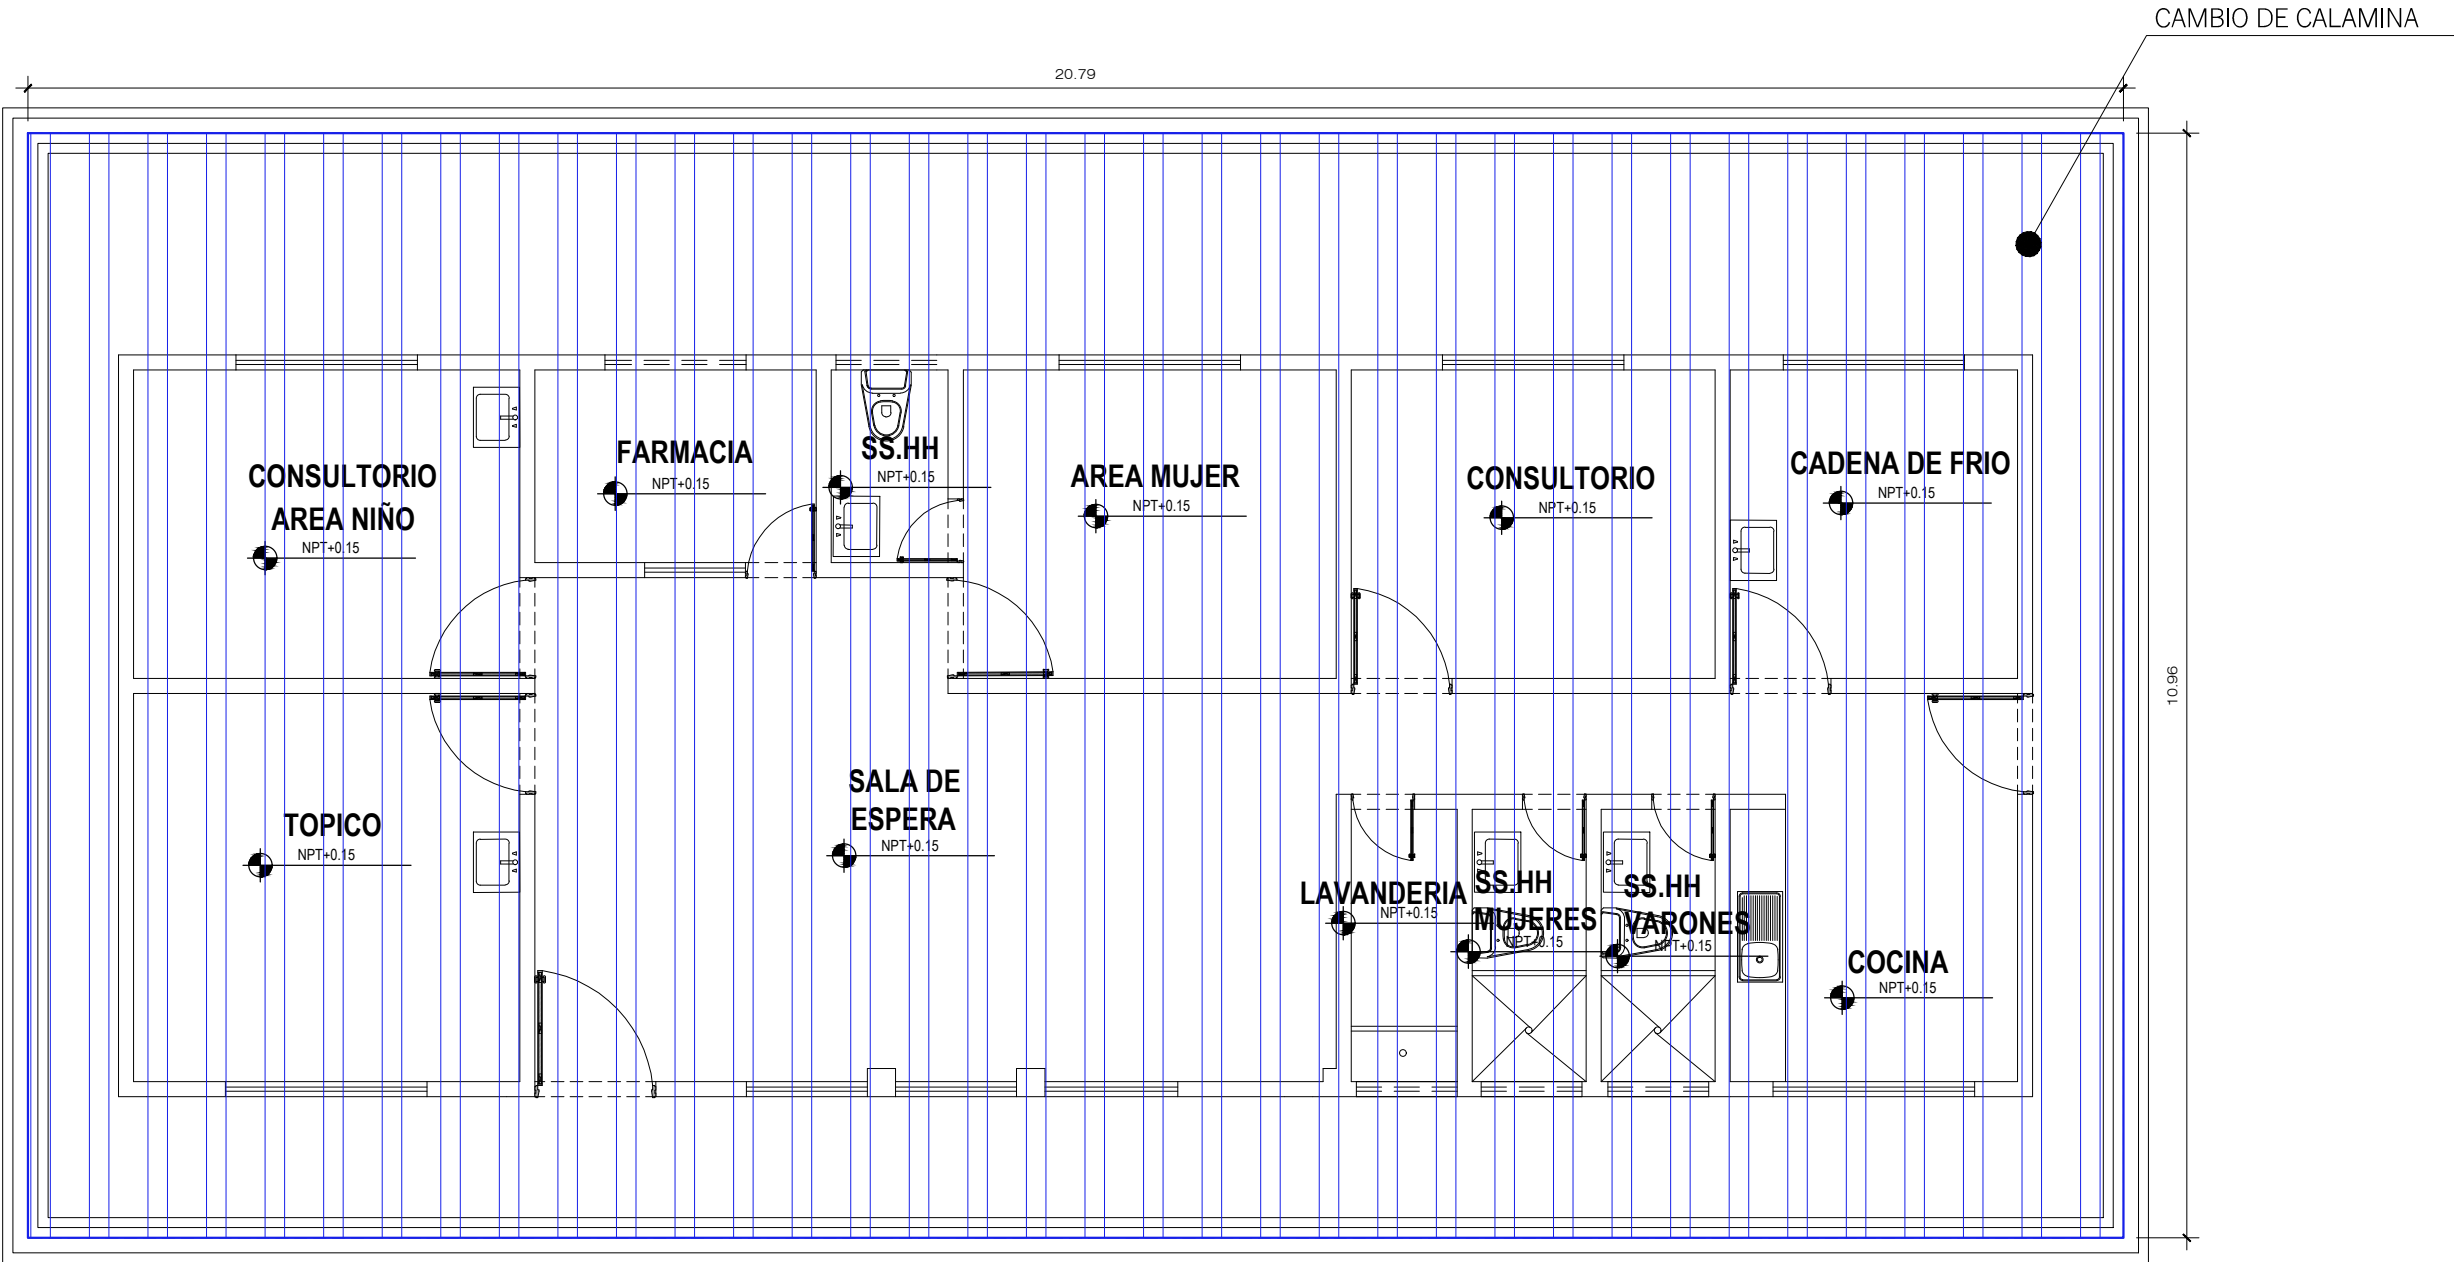 CAMBIO DE CALAMINA
20.79
10.96
CONSULTORIO
AREA NIÑO
NPT+0.15
FARMACIA
NPT+0.15
SS.HH
NPT+0.15
AREA MUJER
NPT+0.15
CONSULTORIO
NPT+0.15
CADENA DE FRIO
NPT+0.15
TOPICO
NPT+0.15
SALA DE
ESPERA
NPT+0.15
LAVANDERIA
NPT+0.15
SS.HH
MUJERES
NPT+0.15
SS.HH
VARONES
NPT+0.15
COCINA
NPT+0.15